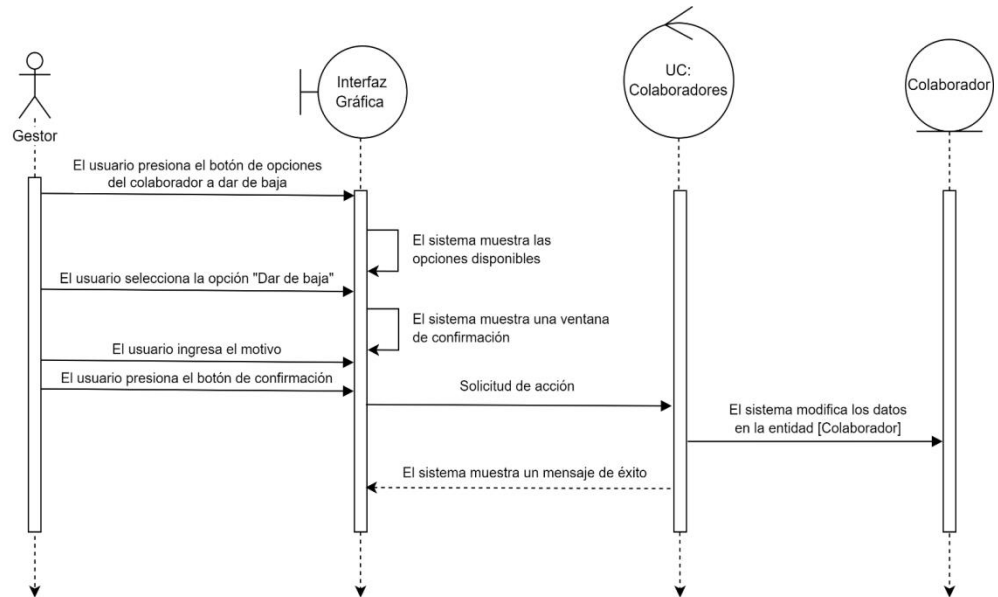 Interfaz
Gráfica
UC:
Colaboradores
Colaborador
Gestor
El usuario presiona el botón de opciones
del colaborador a dar de baja
El sistema muestra las
opciones disponibles
El usuario selecciona la opción "Dar de baja"
El sistema muestra una ventana
de confirmación
El usuario ingresa el motivo
El usuario presiona el botón de confirmación
Solicitud de acción
El sistema modifica los datos
en la entidad [Colaborador]
El sistema muestra un mensaje de éxito